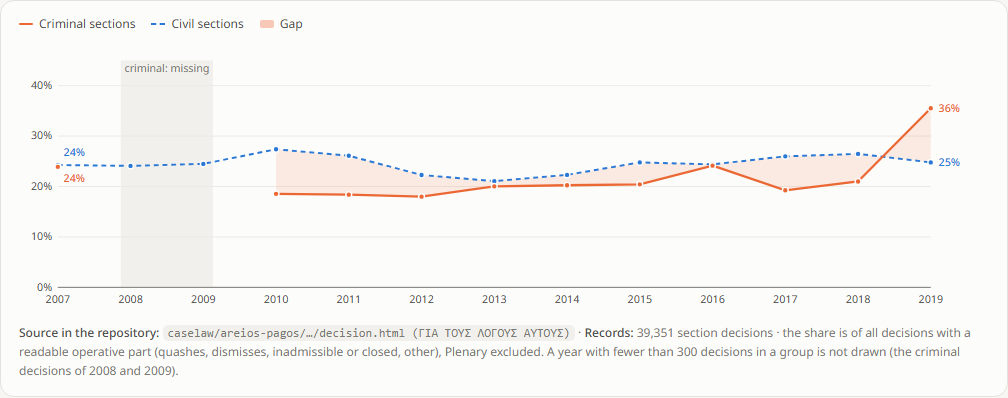 Criminal sections Civil sections Gap
criminal: missing
40%
30%
20%
10%
0%
24%
24%
36%
25%
2007 2008 2009 2010 2011 2012 2013 2014 2015 2016 2017 2018 2019
Source in the repository: caselaw/areios-pagos/…/decision.html (ΓΙΑ ΤΟΥΣ ΛΟΓΟΥΣ ΑΥΤΟΥΣ) · Records: 39,351 section decisions · the share is of all decisions with a
readable operative part (quashes, dismisses, inadmissible or closed, other), Plenary excluded. A year with fewer than 300 decisions in a group is not drawn (the criminal
decisions of 2008 and 2009).